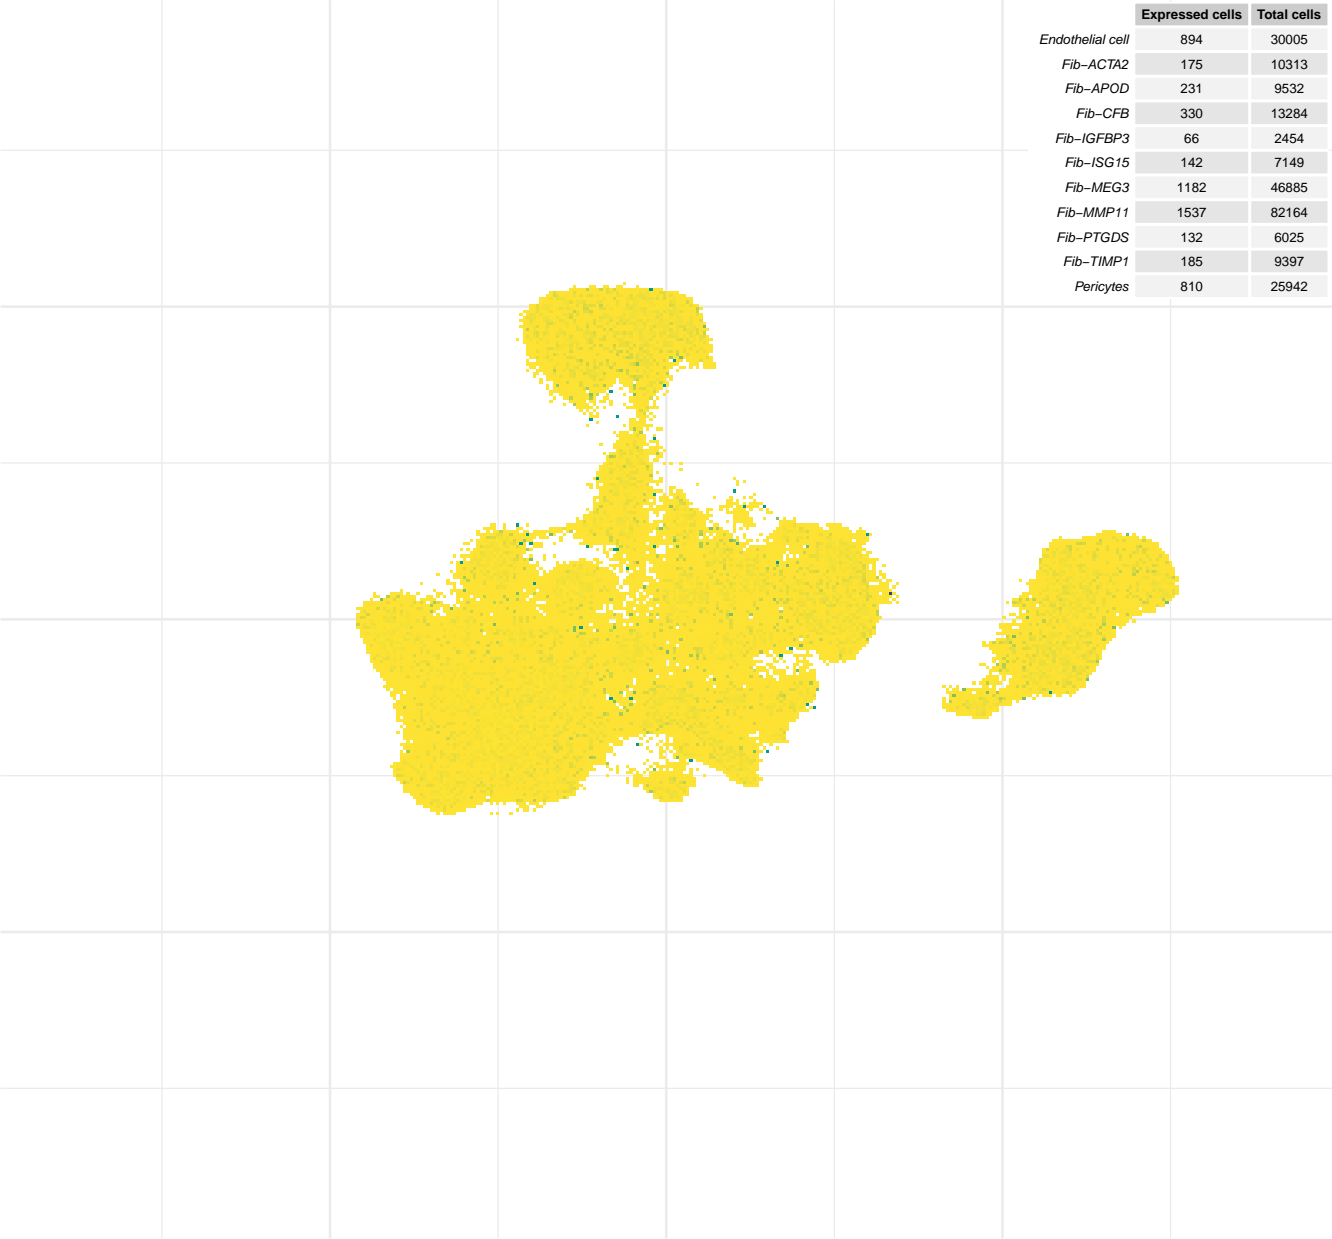 Expressed cells Total cells
Endothelial cell 894 30005
Fib−ACTA2 175 10313
Fib−APOD 231 9532
Fib−CFB 330 13284
Fib−IGFBP3 66 2454
Fib−ISG15 142 7149
Fib−MEG3 1182 46885
Fib−MMP11 1537 82164
Fib−PTGDS 132 6025
Fib−TIMP1 185 9397
Pericytes 810 25942